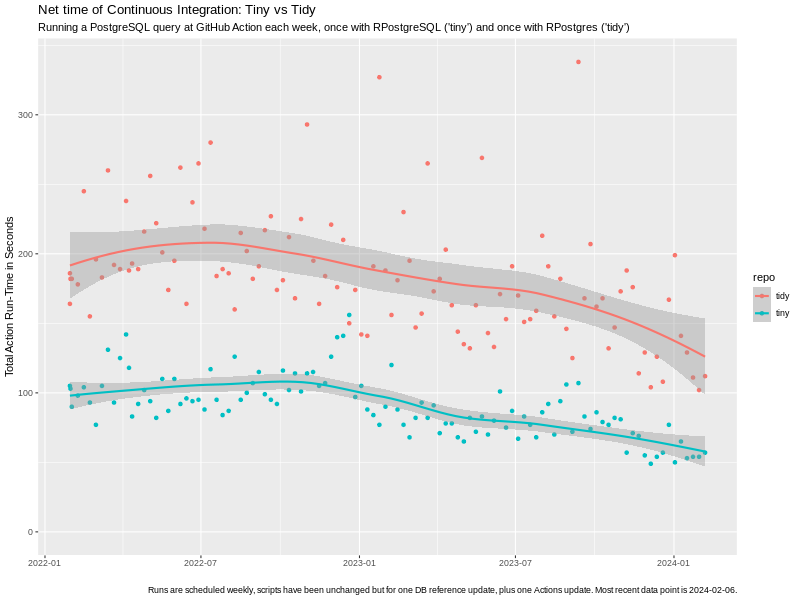 Net time of Continuous Integration: Tiny vs Tidy
Running a PostgreSQL query at GitHub Action each week, once with RPostgreSQL ('tiny') and once with RPostgres ('tidy')
Total Action Run-Time in Seconds
300
200
100
0
2022-01
2022-07
2023-01
2023-07
2024-01
repo
tidy
tiny
Runs are scheduled weekly, scripts have been unchanged but for one DB reference update, plus one Actions update. Most recent data point is 2024-02-06.